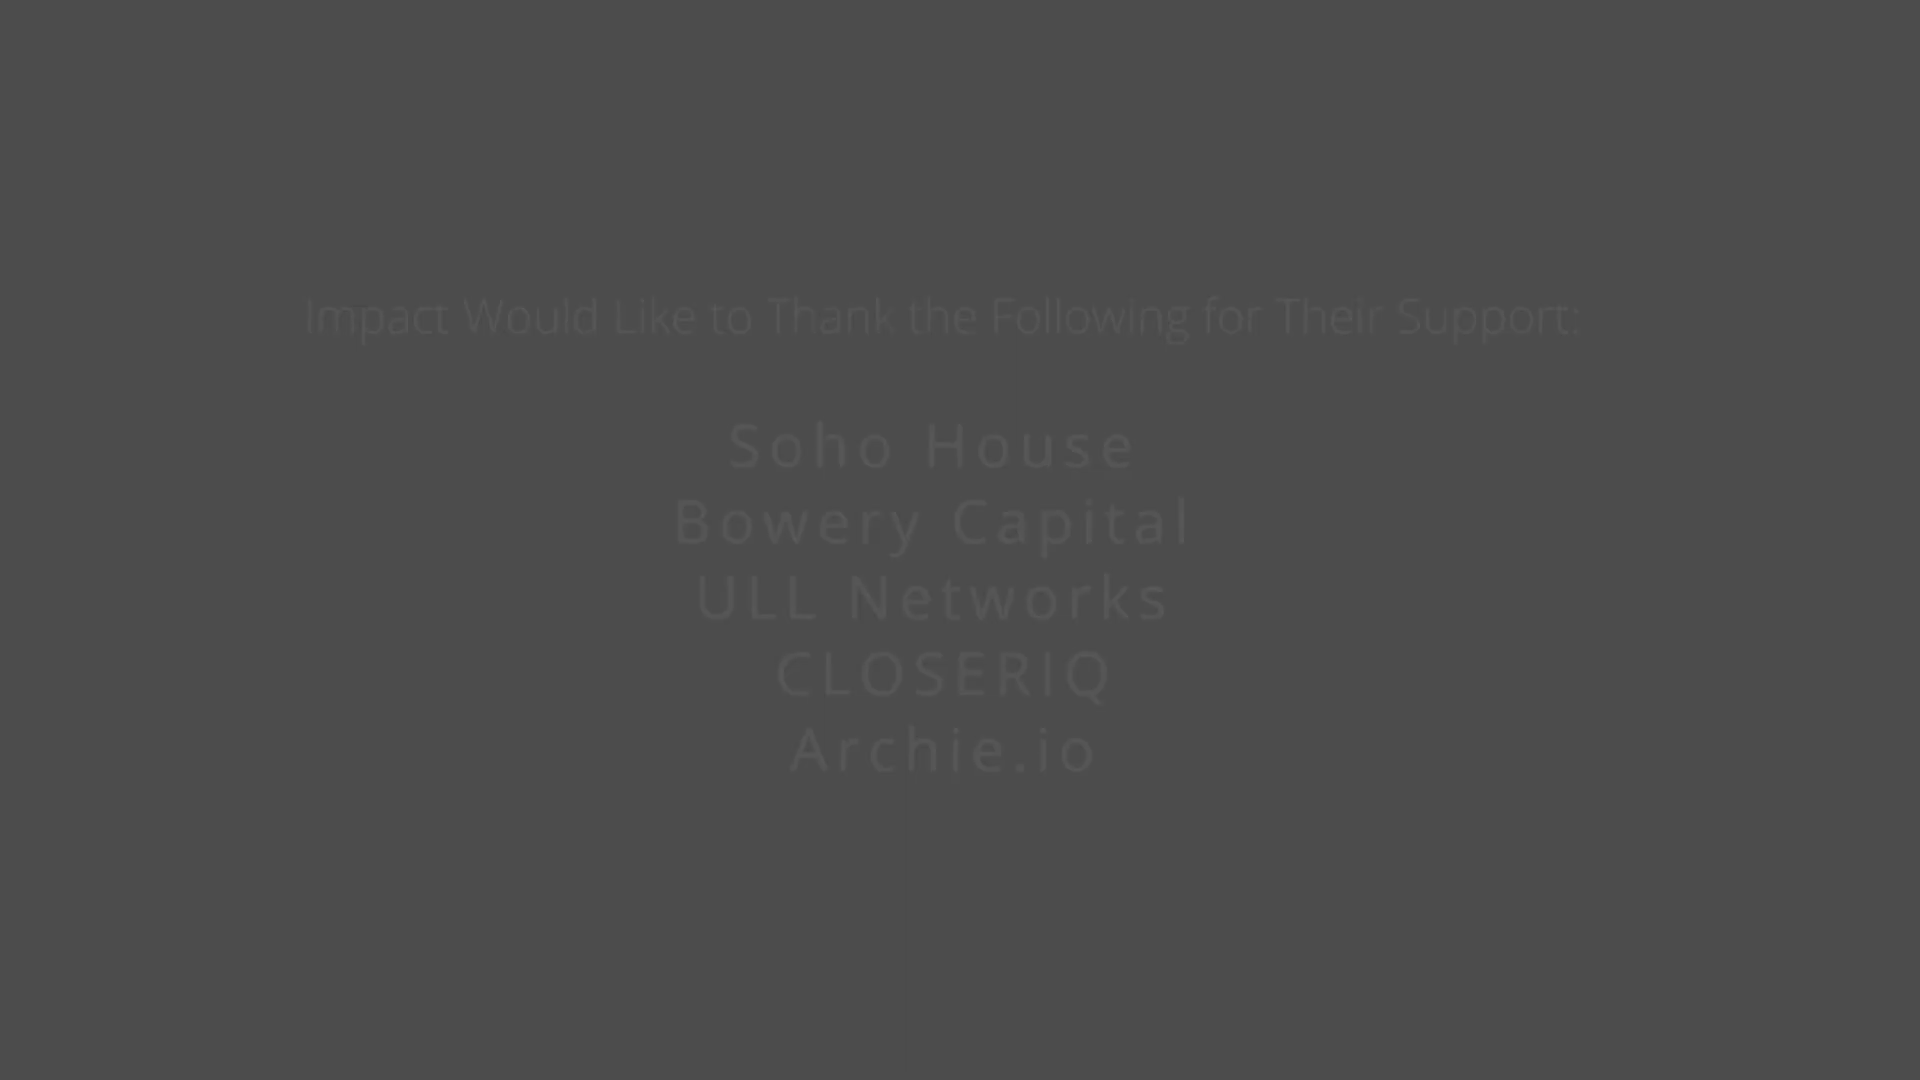 Impact Would Like to Thank the Following for Their Support:
Soho House
Bowery Capital
ULL Networks
CLOSERIQ
Archie.io